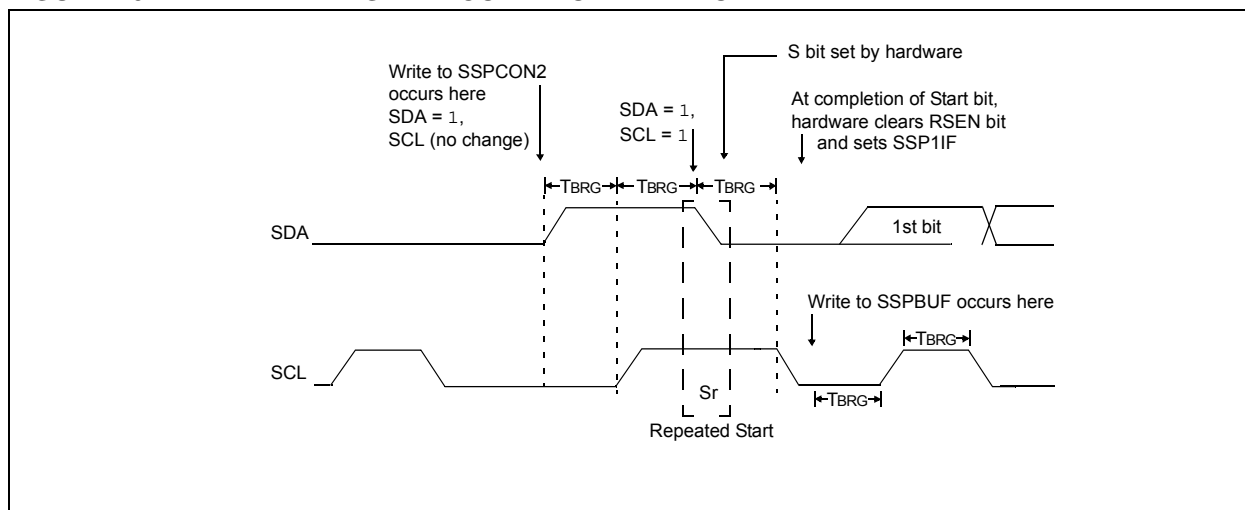 S bit set by hardware
Write to SSPCON2
occurs here
SDA = 1,
SCL (no change)
SDA = 1,
SCL = 1
At completion of Start bit,
hardware clears RSEN bit
and sets SSP1IF
TBRG TBRG TBRG
SDA
1st bit
Write to SSPBUF occurs here
TBRG
SCL
Sr
TBRG
Repeated Start